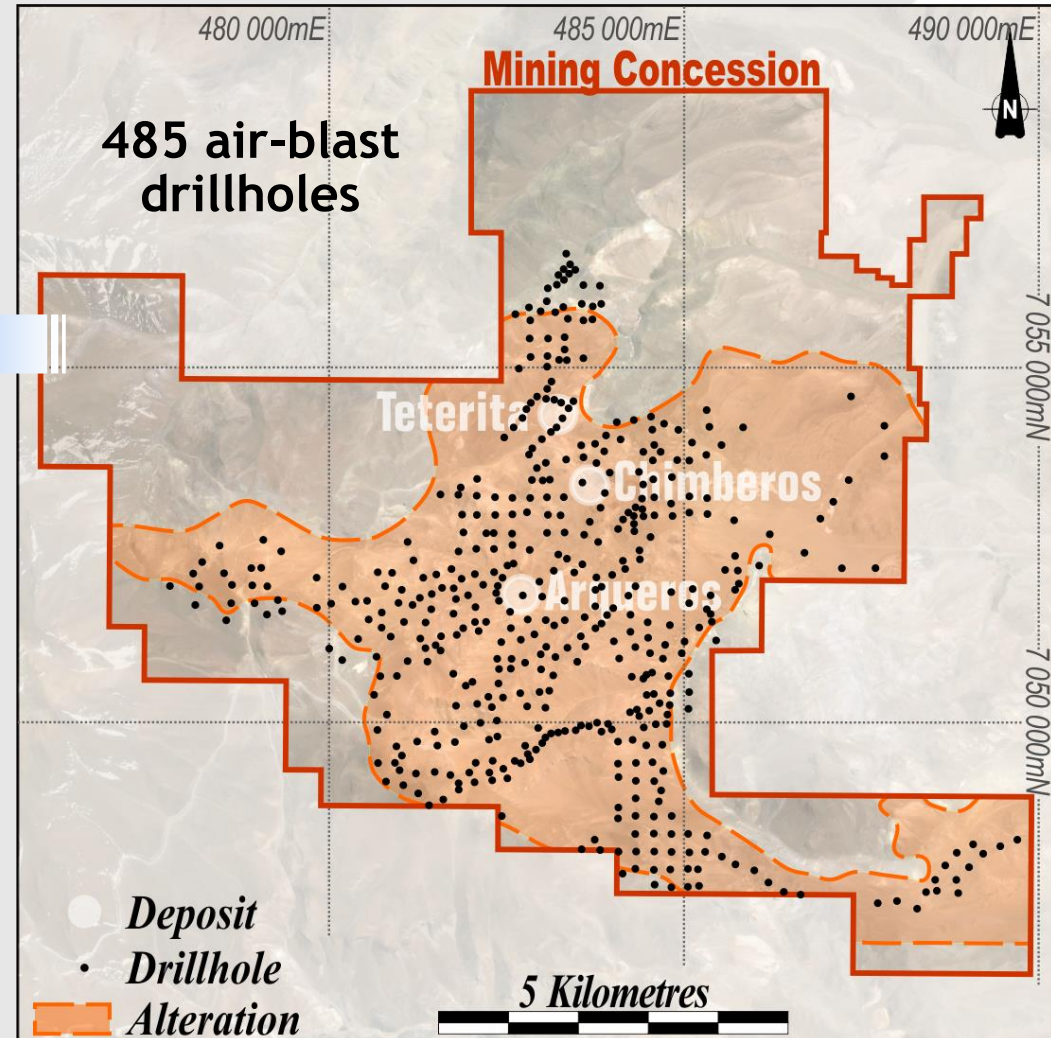 480 000mE
485 000mE
490 000mE
Mining Concession
N
485 air-blast
drillholes
7 055 000mN
Teterita
Chimberos
Arqueros
7 050 000mN
Deposit
Drillhole
Alteration
5 Kilometres